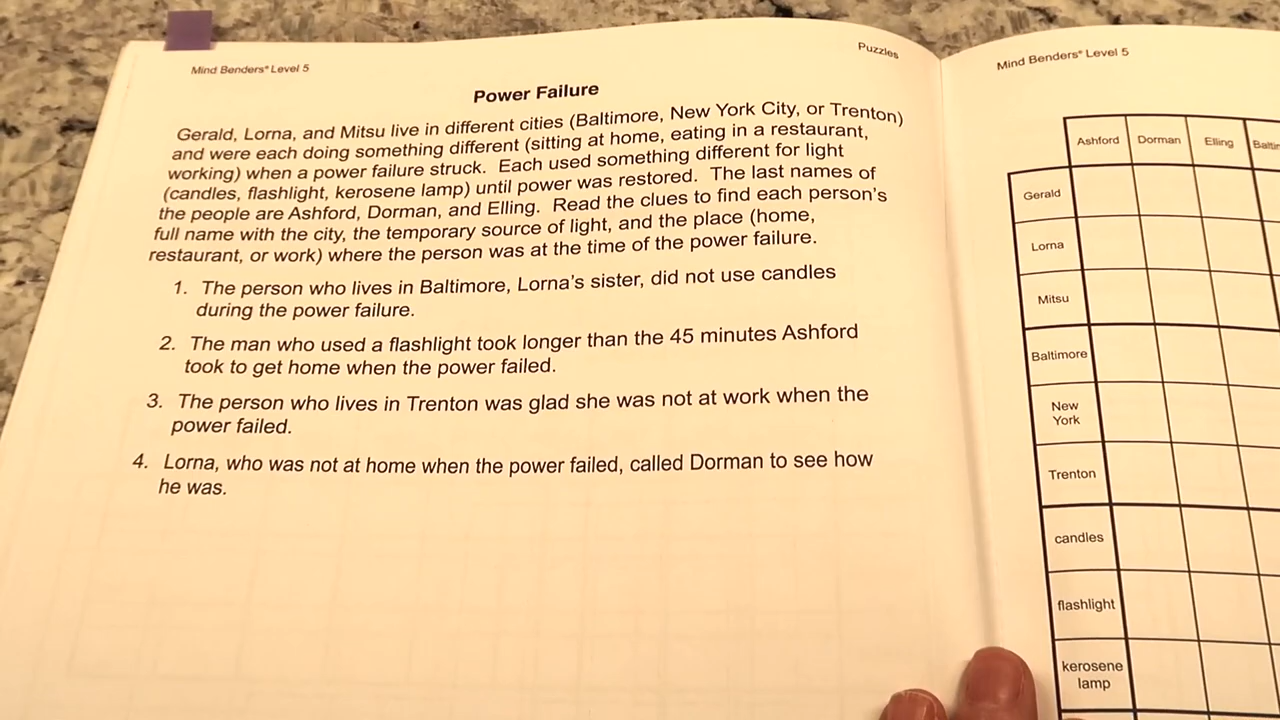 Mind Benders® Level 5
Puzzles
Power Failure
Gerald, Lorna, and Mitsu live in different cities (Baltimore, New York City, or Trenton)
and were each doing something different (sitting at home, eating in a restaurant,
working) when a power failure struck. Each used something different for light
(candles, flashlight, kerosene lamp) until power was restored. The last names of
the people are Ashford, Dorman, and Elling. Read the clues to find each person's
full name with the city, the temporary source of light, and the place (home,
restaurant, or work) where the person was at the time of the power failure.
1. The person who lives in Baltimore, Lorna's sister, did not use candles
during the power failure.
2. The man who used a flashlight took longer than the 45 minutes Ashford
took to get home when the power failed.
3. The person who lives in Trenton was glad she was not at work when the
power failed.
4. Lorna, who was not at home when the power failed, called Dorman to see how
he was.
Mind Benders® Level 5
Ashford Dorman Elling Baltin
Gerald
Lorna
Mitsu
Baltimore
New
York
Trenton
candles
flashlight
kerosene
lamp